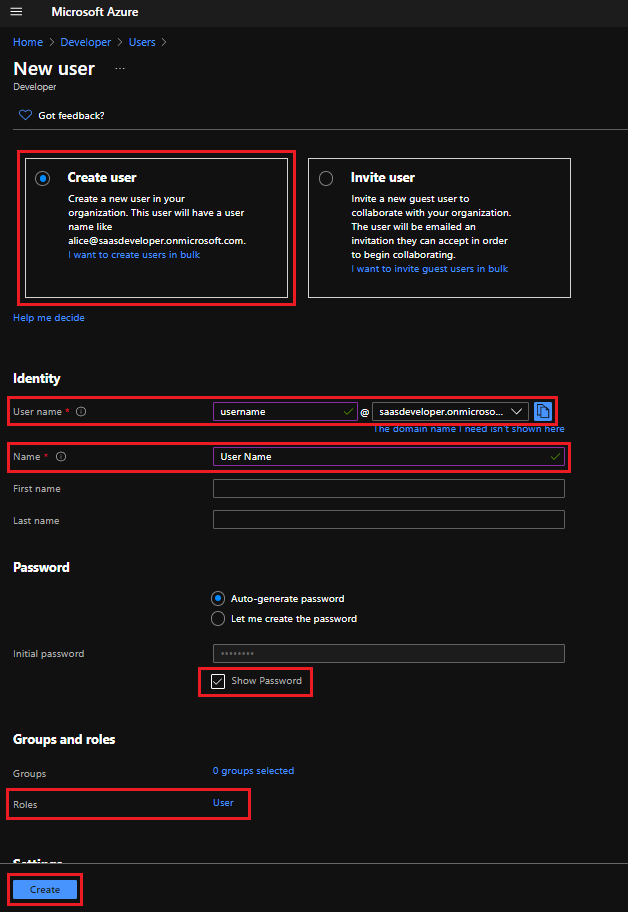 Microsoft Azure
Home > Developer > Users >
New user ...
Developer
Got feedback?
Create user
Create a new user in your
organization. This user will have a user
name like
alice@saasdeveloper.onmicrosoft.com.
I want to create users in bulk
Invite user
Invite a new guest user to
collaborate with your organization.
The user will be emailed an
invitation they can accept in order
to begin collaborating.
I want to invite guest users in bulk
Help me decide
Identity
User name * username @ saasdeveloper.onmicroso...
The domain name I need isn't shown here
Name * User Name
First name
Last name
Password
Auto-generate password
Let me create the password
Initial password ••••••••
Show Password
Groups and roles
Groups 0 groups selected
Roles User
Settings
Create